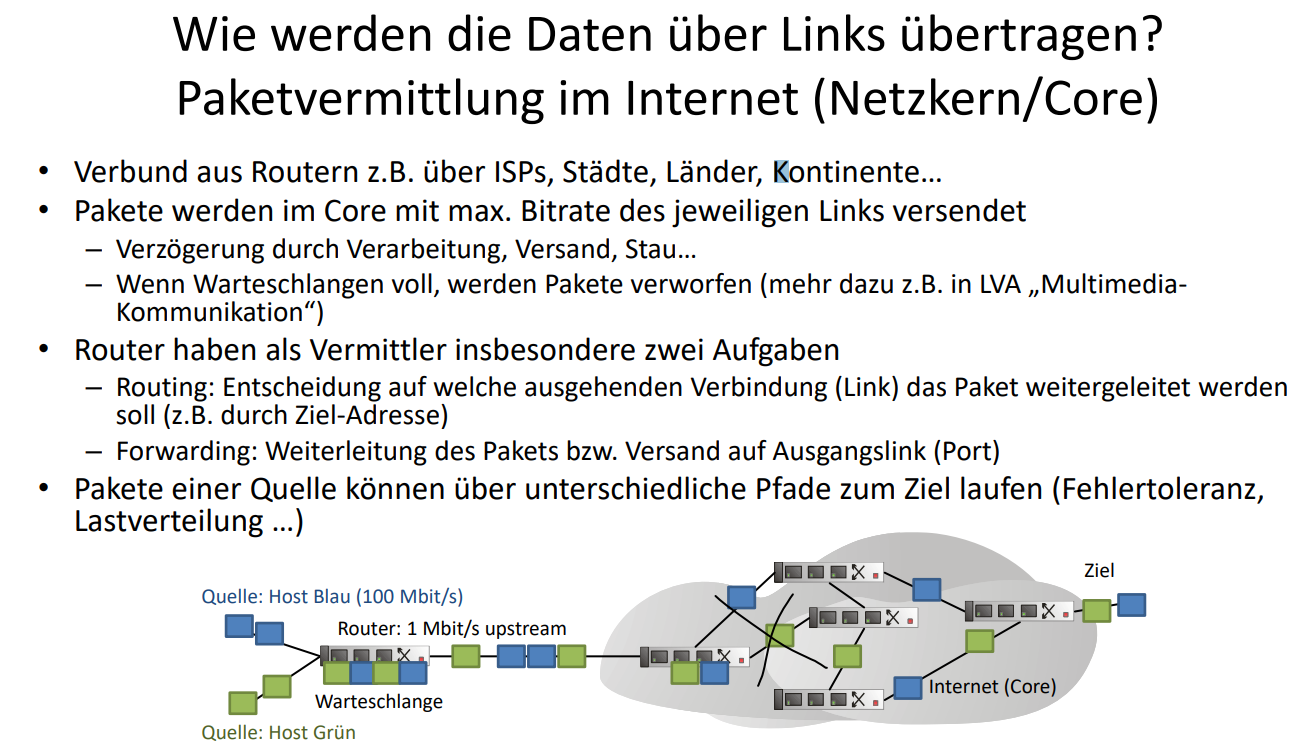 Wie werden die Daten über Links übertragen?
Paketvermittlung im Internet (Netzkern/Core)
• Verbund aus Routern z.B. über ISPs, Städte, Länder, Kontinente…
• Pakete werden im Core mit max. Bitrate des jeweiligen Links versendet
– Verzögerung durch Verarbeitung, Versand, Stau…
– Wenn Warteschlangen voll, werden Pakete verworfen (mehr dazu z.B. in LVA „Multimedia-
Kommunikation“)
• Router haben als Vermittler insbesondere zwei Aufgaben
– Routing: Entscheidung auf welche ausgehenden Verbindung (Link) das Paket weitergeleitet werden
soll (z.B. durch Ziel-Adresse)
– Forwarding: Weiterleitung des Pakets bzw. Versand auf Ausgangslink (Port)
• Pakete einer Quelle können über unterschiedliche Pfade zum Ziel laufen (Fehlertoleranz,
Lastverteilung …)
Ziel
Quelle: Host Blau (100 Mbit/s)
Router: 1 Mbit/s upstream
Internet (Core)
Warteschlange
Quelle: Host Grün